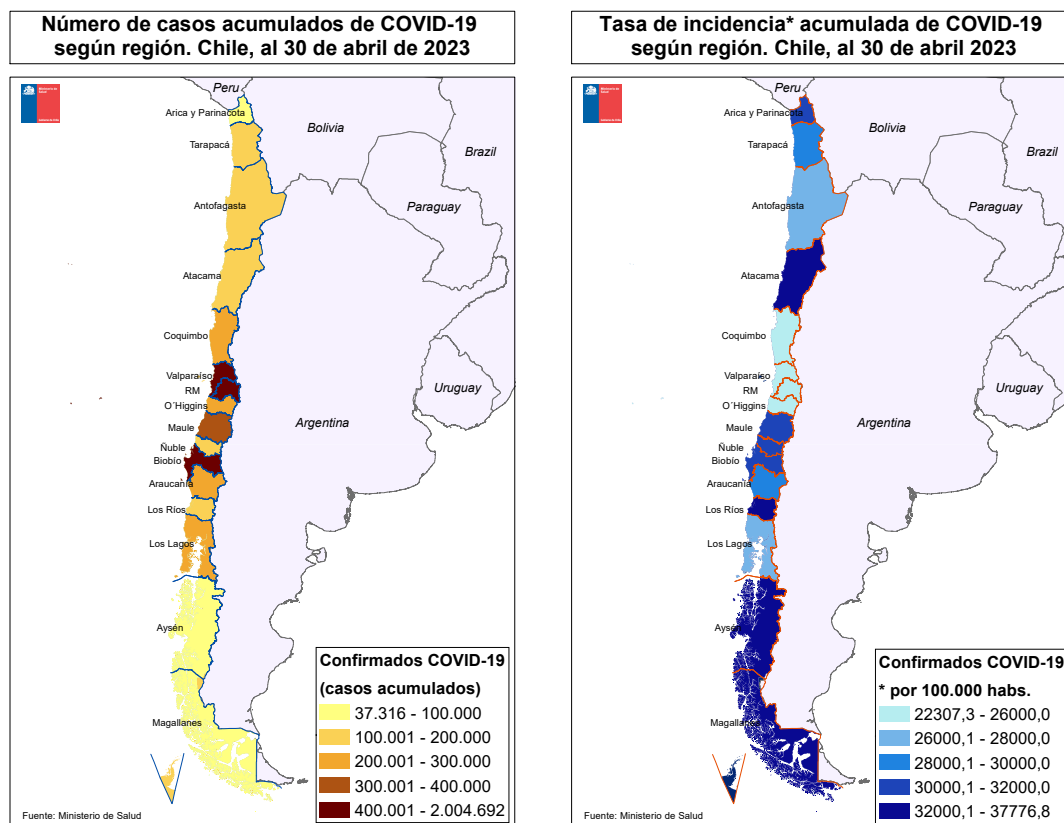 Número de casos acumulados de COVID-19
según región. Chile, al 30 de abril de 2023
Peru
Arica y Parinacota
Bolivia
Tarapacá
Brazil
Antofagasta
Paraguay
Atacama
Coquimbo
Valparaíso
RM
Uruguay
O´Higgins
Argentina
Maule
Ñuble
Biobío
Araucanía
Los Ríos
Los Lagos
Aysén
Magallanes
Confirmados COVID-19
(casos acumulados)
37.316 - 100.000
100.001 - 200.000
200.001 - 300.000
300.001 - 400.000
400.001 - 2.004.692
Fuente: Ministerio de Salud
Tasa de incidencia* acumulada de COVID-19
según región. Chile, al 30 de abril 2023
Peru
Arica y Parinacota
Bolivia
Tarapacá
Brazil
Antofagasta
Paraguay
Atacama
Coquimbo
Valparaíso
RM
Uruguay
O´Higgins
Argentina
Maule
Ñuble
Biobío
Araucanía
Los Ríos
Los Lagos
Aysén
Magallanes
Confirmados COVID-19
* por 100.000 habs.
22307,3 - 26000,0
26000,1 - 28000,0
28000,1 - 30000,0
30000,1 - 32000,0
32000,1 - 37776,8
Fuente: Ministerio de Salud